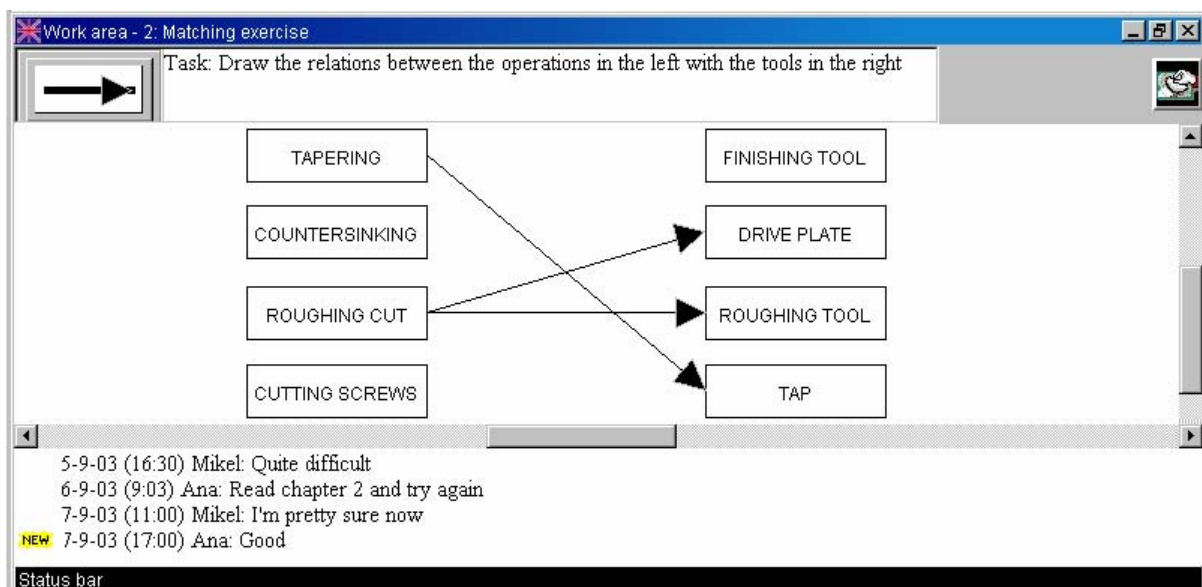 Work area - 2: Matching exercise
Task: Draw the relations between the operations in the left with the tools in the right
TAPERING
FINISHING TOOL
COUNTERSINKING
DRIVE PLATE
ROUGHING CUT
ROUGHING TOOL
CUTTING SCREWS
TAP
5-9-03 (16:30) Mikel: Quite difficult
6-9-03 (9:03) Ana: Read chapter 2 and try again
7-9-03 (11:00) Mikel: I'm pretty sure now
NEW 7-9-03 (17:00) Ana: Good
Status bar